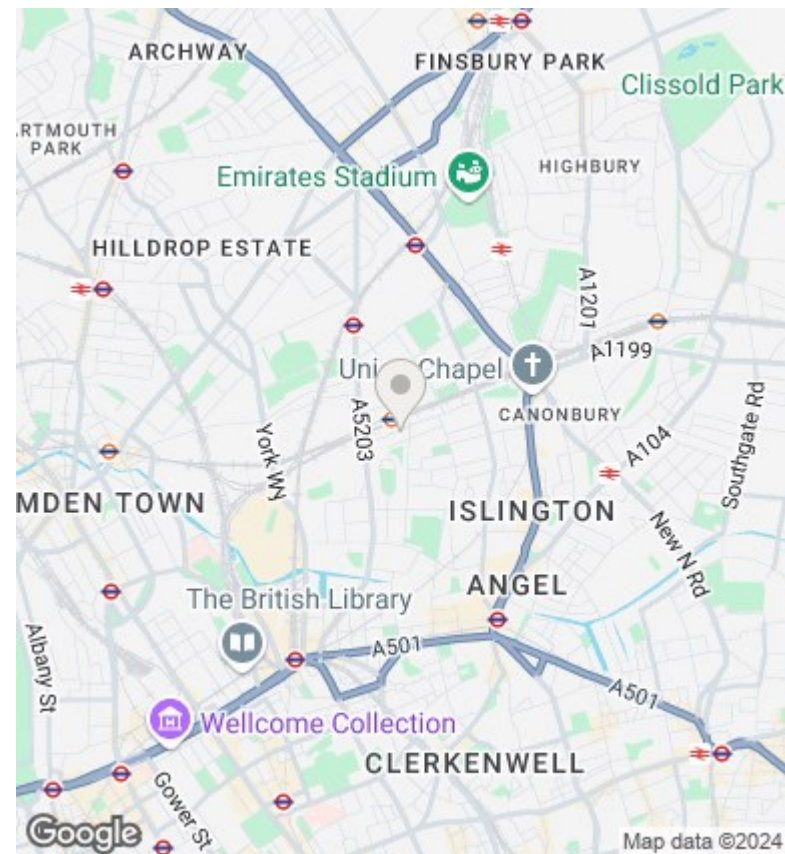 ARCHWAY
FINSBURY PARK
Clissold Park
ARTMOUTH
PARK
Emirates Stadium
HIGHBURY
HILLDROP ESTATE
A1201
Chapel
A1199
CANONBURY
A5203
York WY
A104
Southgate Rd
MDEN TOWN
ISLINGTON
New N Rd
ANGEL
The British Library
Albany St
A501
A501
Wellcome Collection
CLERKENWELL
Gower St
Google
Map data ©2024